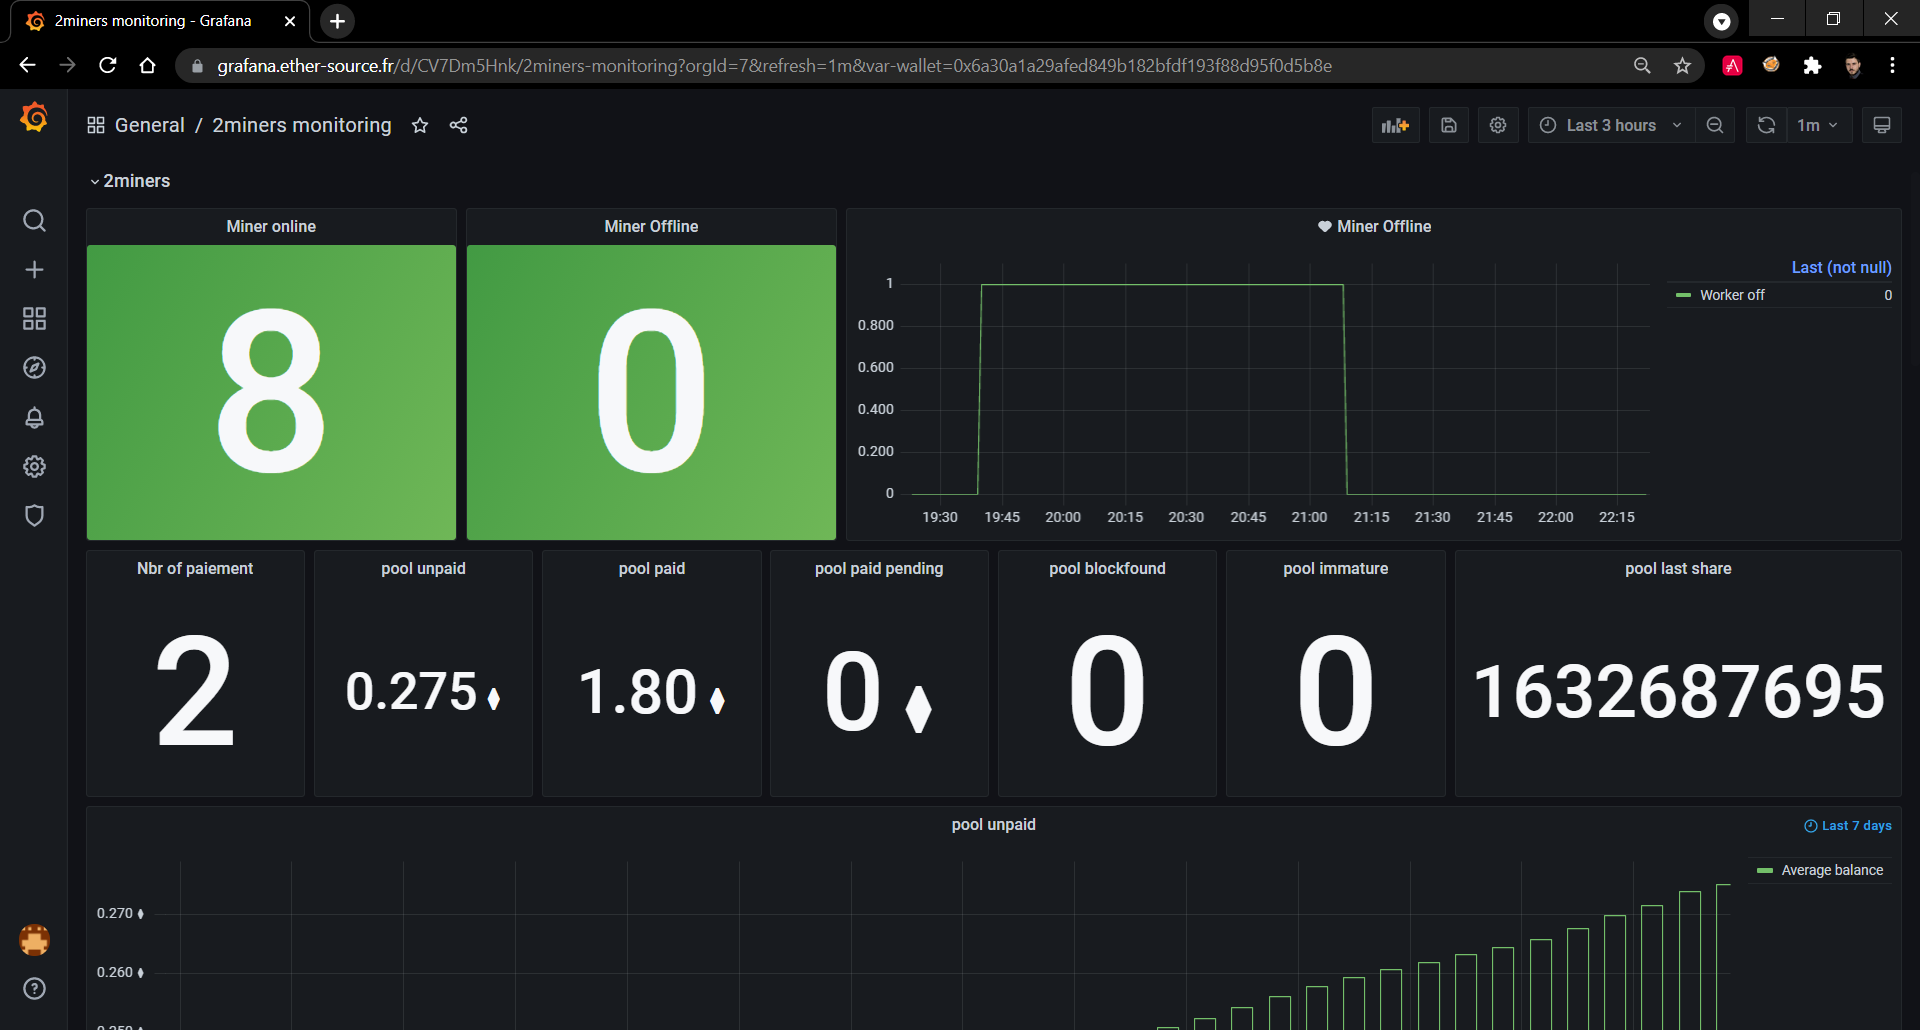 2miners monitoring - Grafana
grafana.ether-source.fr/d/CV7Dm5Hnk/2miners-monitoring?orgId=7&refresh=1m&var-wallet=0x6a30a1a29afed849b182bfdf193f88d95f0d5b8e
General / 2miners monitoring
Last 3 hours
1m
2miners
Miner online
8
Miner Offline
0
Miner Offline
1
0.800
0.600
0.400
0.200
0
19:30 19:45 20:00 20:15 20:30 20:45 21:00 21:15 21:30 21:45 22:00 22:15
Last (not null)
Worker off 0
Nbr of paiement
2
pool unpaid
0.275
pool paid
1.80
pool paid pending
0
pool blockfound
0
pool immature
0
pool last share
1632687695
pool unpaid
Last 7 days
Average balance
0.270
0.260